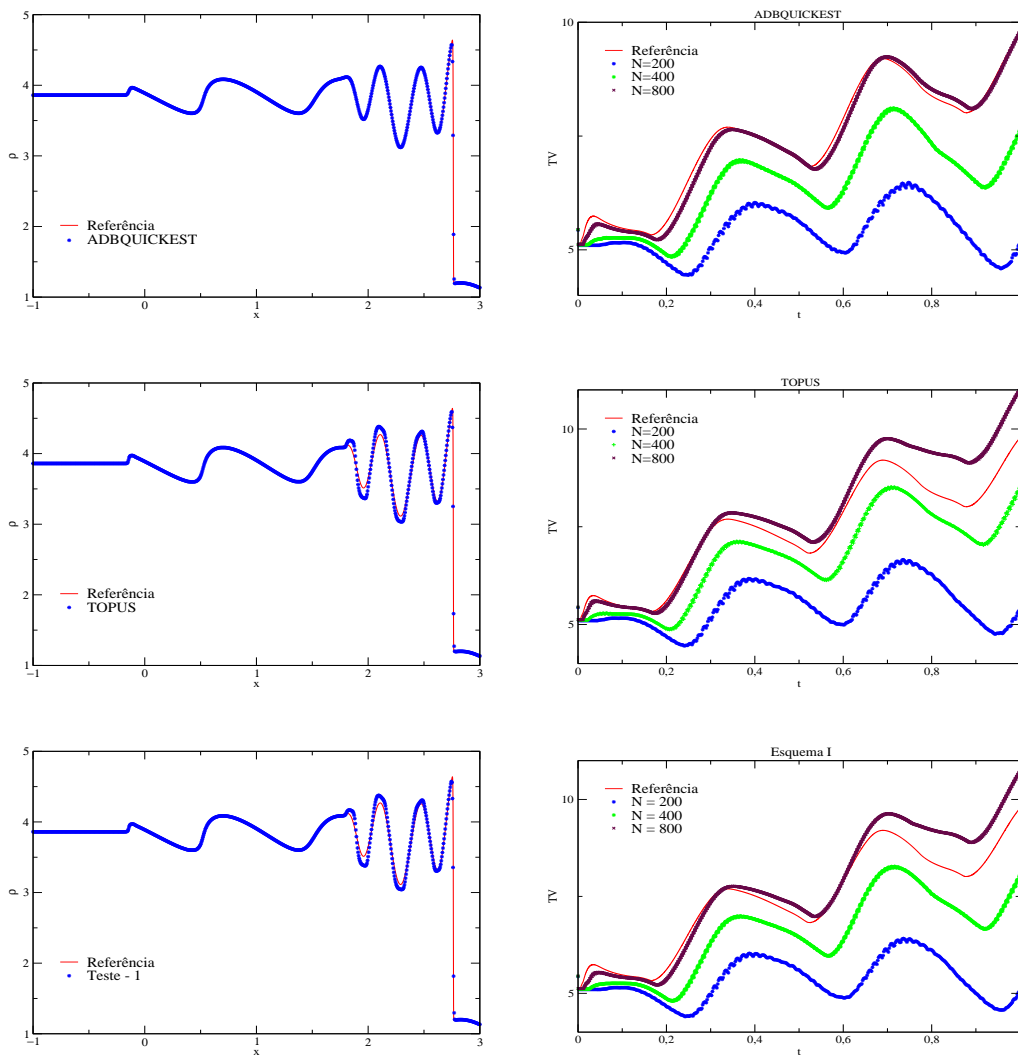 5
4
ρ
3
2
1
Referência
ADBQUICKEST
−1
0
1
2
3
x
ADBQUICKEST
10
TV
5
Referência
N=200
N=400
N=800
0
0,2
0,4
0,6
0,8
t
5
4
ρ
3
2
1
Referência
TOPUS
−1
0
1
2
3
x
TOPUS
10
TV
5
Referência
N=200
N=400
N=800
0
0,2
0,4
0,6
0,8
t
5
4
ρ
3
2
1
Referência
Teste - 1
−1
0
1
2
3
x
Esquema I
10
TV
5
Referência
N = 200
N = 400
N = 800
0
0,2
0,4
0,6
0,8
t